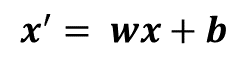 x′ = wx + b